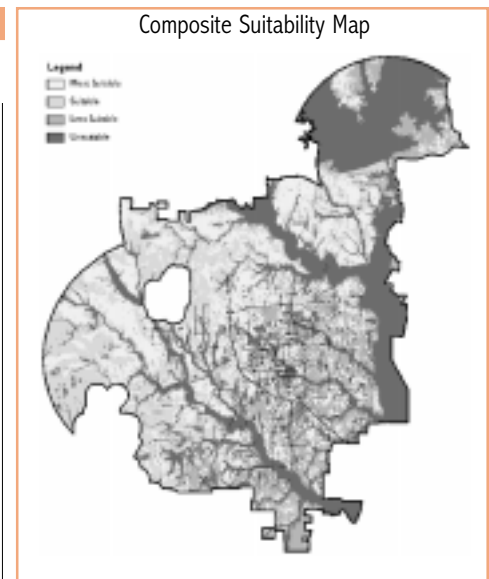 Composite Suitability Map
Legend
Most Suitable
Suitable
Less Suitable
Unsuitable